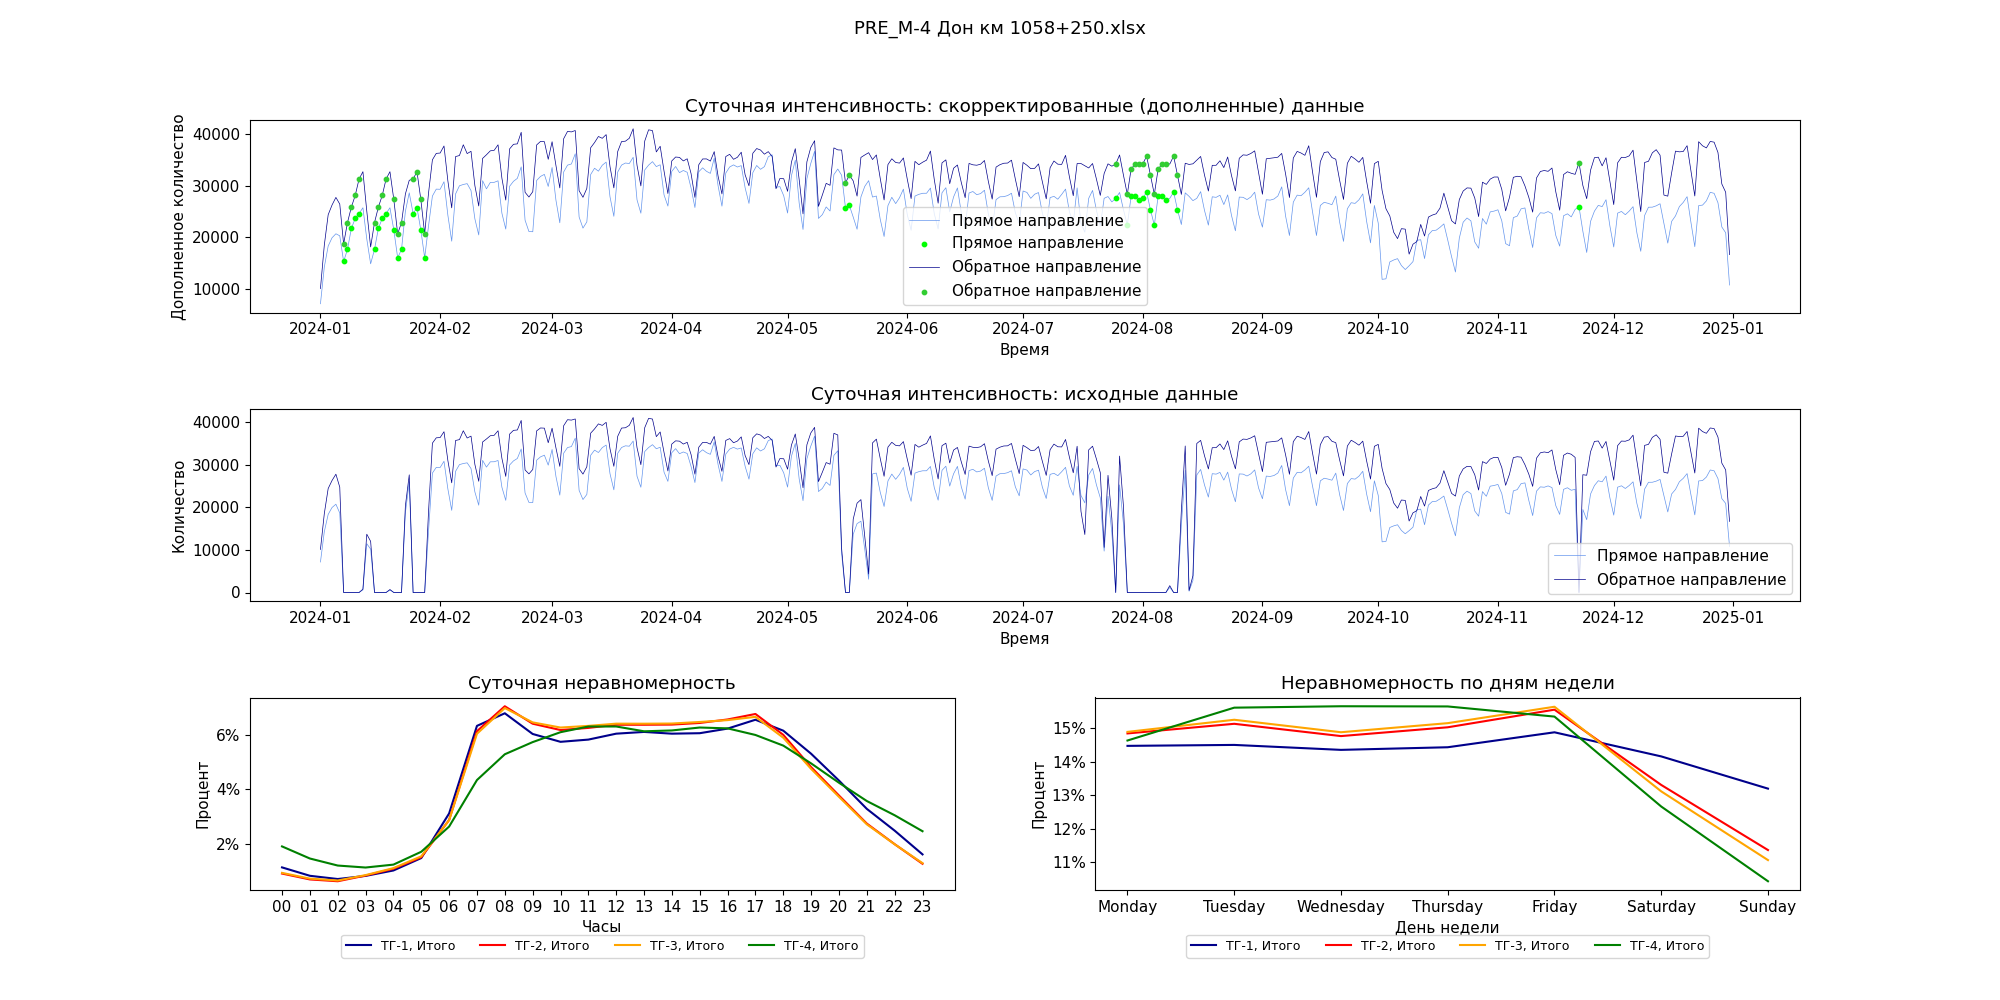 PRE_М-4 Дон км 1058+250.xlsx
Суточная интенсивность: скорректированные (дополненные) данные
Дополненное количество
40000
30000
20000
10000
Прямое направление
Прямое направление
Обратное направление
Обратное направление
2024-01 2024-02 2024-03 2024-04 2024-05 2024-06 2024-07 2024-08 2024-09 2024-10 2024-11 2024-12 2025-01
Время
Суточная интенсивность: исходные данные
Количество
40000
30000
20000
10000
0
Прямое направление
Обратное направление
2024-01 2024-02 2024-03 2024-04 2024-05 2024-06 2024-07 2024-08 2024-09 2024-10 2024-11 2024-12 2025-01
Время
Суточная неравномерность
Процент
6%
4%
2%
00 01 02 03 04 05 06 07 08 09 10 11 12 13 14 15 16 17 18 19 20 21 22 23
Часы
ТГ-1, Итого ТГ-2, Итого ТГ-3, Итого ТГ-4, Итого
Неравномерность по дням недели
Процент
15%
14%
13%
12%
11%
Monday Tuesday Wednesday Thursday Friday Saturday Sunday
День недели
ТГ-1, Итого ТГ-2, Итого ТГ-3, Итого ТГ-4, Итого